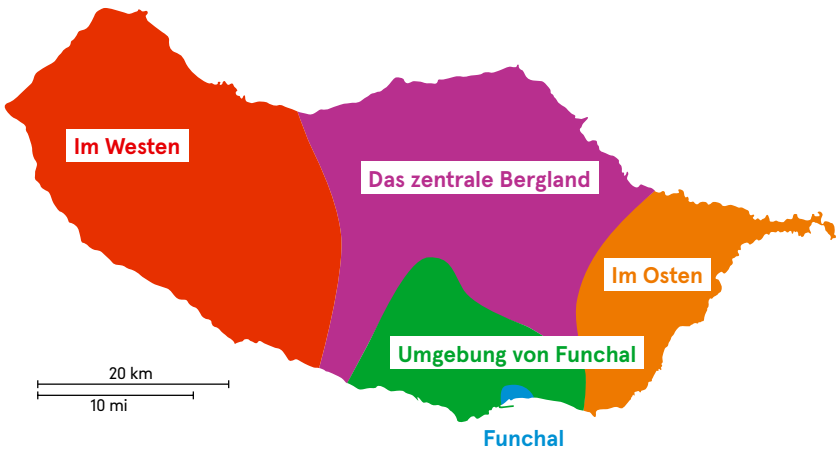 Im Westen
Das zentrale Bergland
Im Osten
Umgebung von Funchal
20 km
10 mi
Funchal